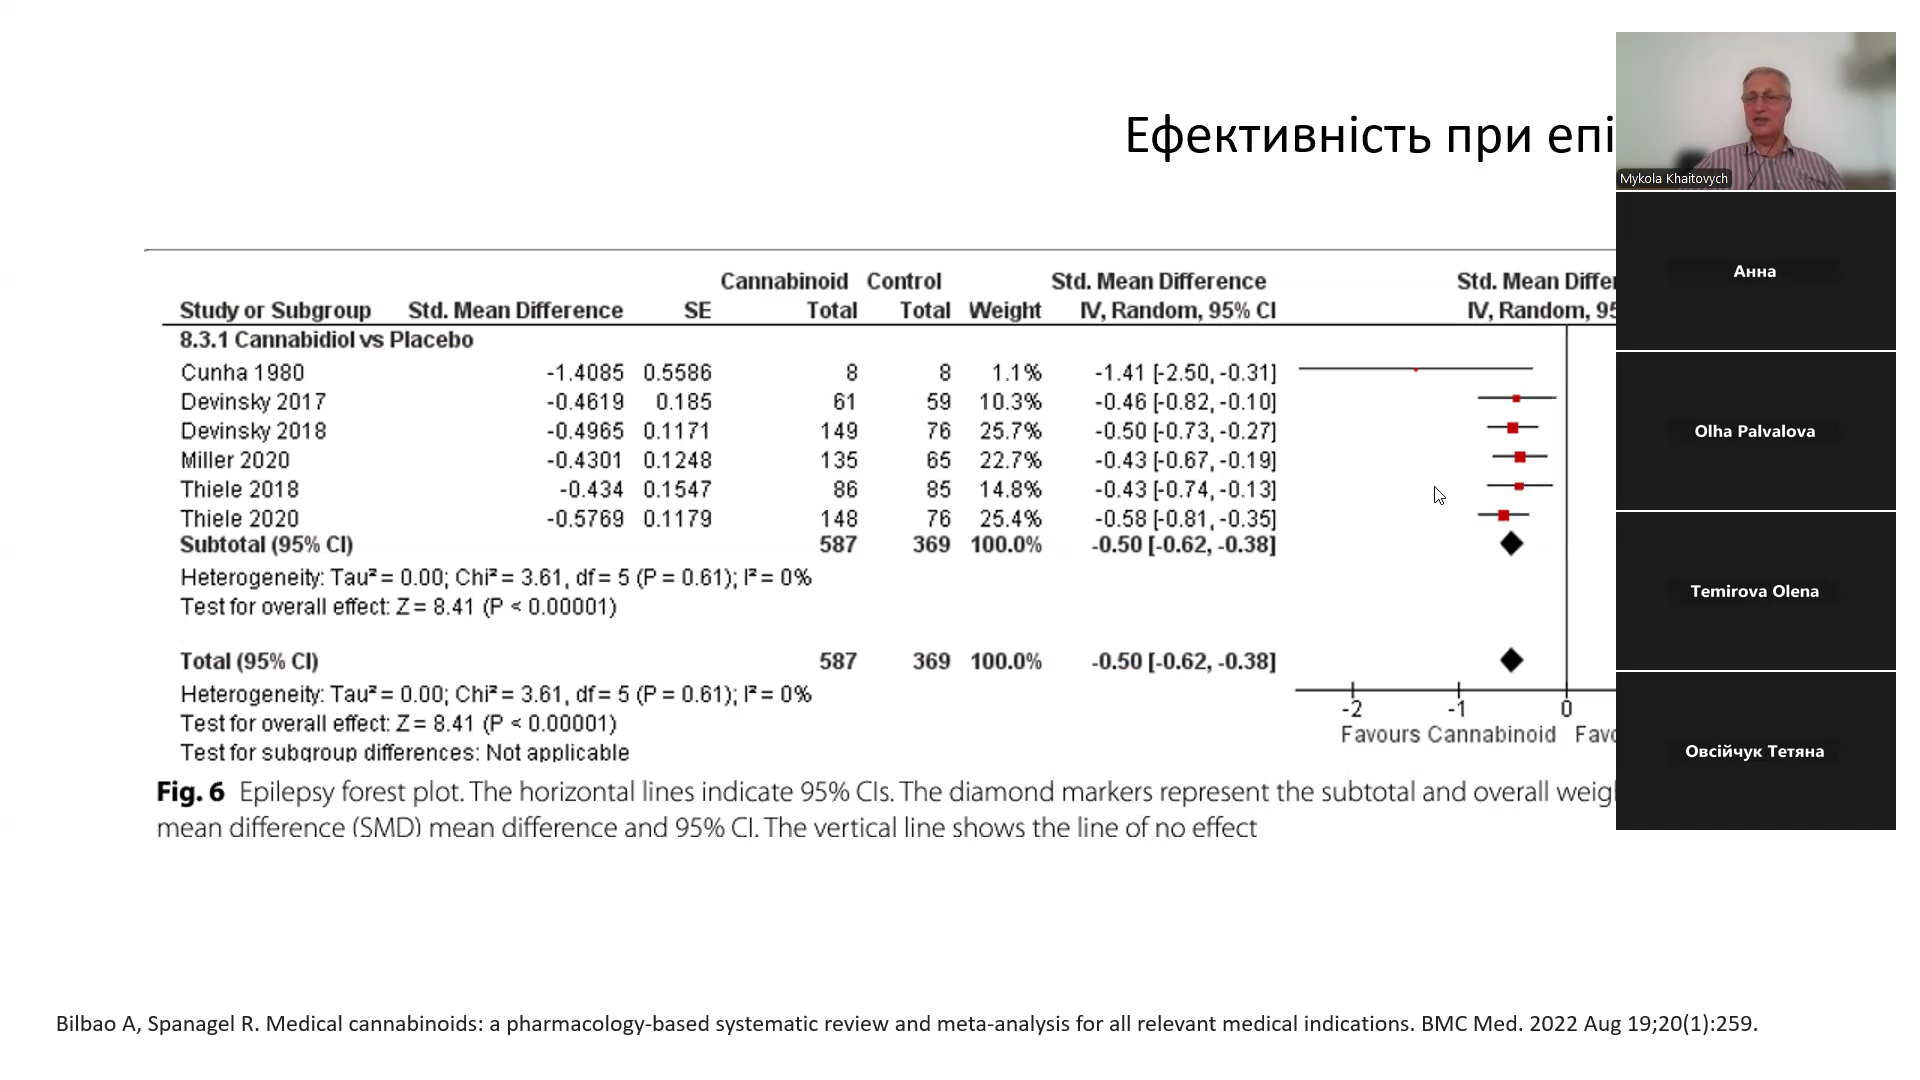 Ефективність при епі
Mykola Khaitovych
Анна
Olha Palvalova
Temirova Olena
Овсійчук Тетяна
Cannabinoid Control Std. Mean Difference Std. Mean Differ
Study or Subgroup Std. Mean Difference SE Total Total Weight IV, Random, 95% CI IV, Random, 95
8.3.1 Cannabidiol vs Placebo
Cunha 1980 -1.4085 0.5586 8 8 1.1% -1.41 [-2.50, -0.31]
Devinsky 2017 -0.4619 0.185 61 59 10.3% -0.46 [-0.82, -0.10]
Devinsky 2018 -0.4965 0.1171 149 76 25.7% -0.50 [-0.73, -0.27]
Miller 2020 -0.4301 0.1248 135 65 22.7% -0.43 [-0.67, -0.19]
Thiele 2018 -0.434 0.1547 86 85 14.8% -0.43 [-0.74, -0.13]
Thiele 2020 -0.5769 0.1179 148 76 25.4% -0.58 [-0.81, -0.35]
Subtotal (95% CI) 587 369 100.0% -0.50 [-0.62, -0.38]
Heterogeneity: Tau² = 0.00; Chi² = 3.61, df = 5 (P = 0.61); I² = 0%
Test for overall effect: Z = 8.41 (P < 0.00001)
Total (95% CI) 587 369 100.0% -0.50 [-0.62, -0.38]
Heterogeneity: Tau² = 0.00; Chi² = 3.61, df = 5 (P = 0.61); I² = 0%
Test for overall effect: Z = 8.41 (P < 0.00001)
Test for subgroup differences: Not applicable
-2 -1 0
Favours Cannabinoid Favo
Fig. 6 Epilepsy forest plot. The horizontal lines indicate 95% CIs. The diamond markers represent the subtotal and overall weig
mean difference (SMD) mean difference and 95% CI. The vertical line shows the line of no effect
Bilbao A, Spanagel R. Medical cannabinoids: a pharmacology-based systematic review and meta-analysis for all relevant medical indications. BMC Med. 2022 Aug 19;20(1):259.